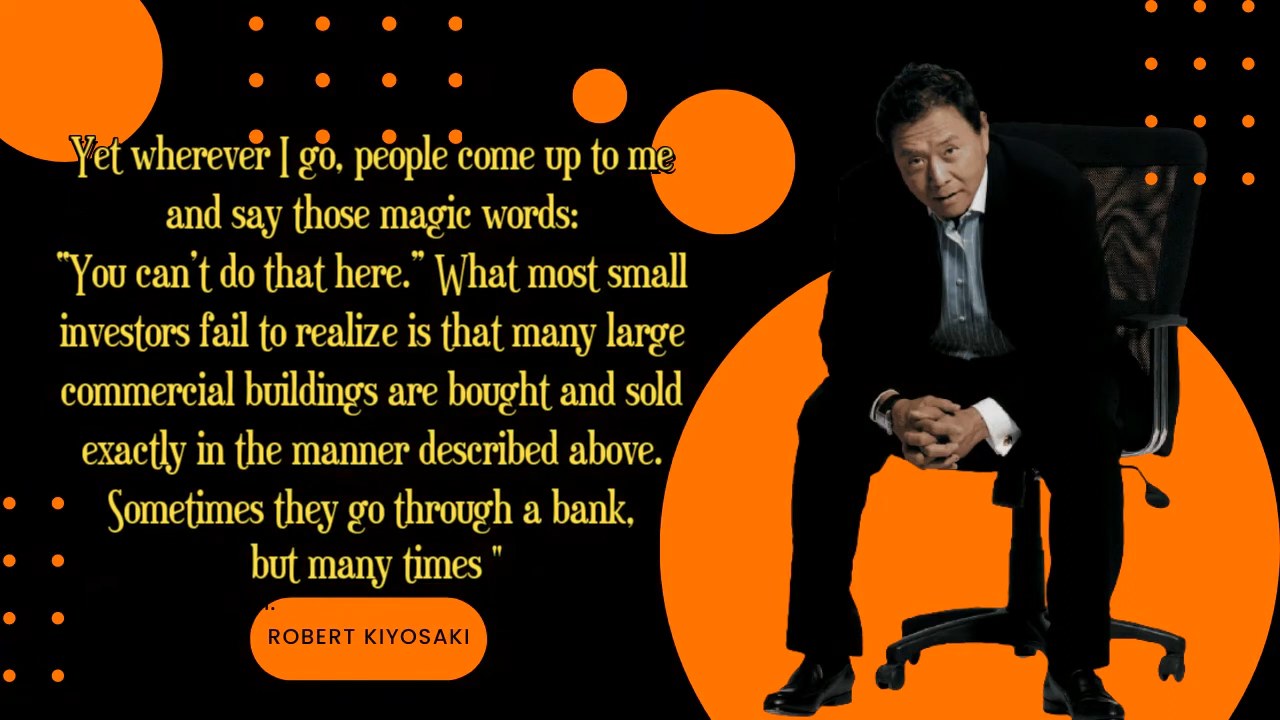 Yet wherever I go, people come up to me
and say those magic words:
“You can’t do that here.” What most small
investors fail to realize is that many large
commercial buildings are bought and sold
exactly in the manner described above.
Sometimes they go through a bank,
but many times "
ROBERT KIYOSAKI